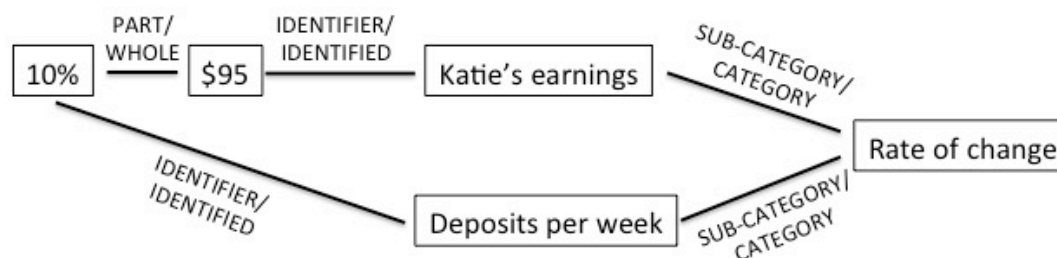 PART/
WHOLE
IDENTIFIER/
IDENTIFIED
SUB-CATEGORY/
CATEGORY
10%
$95
Katie’s earnings
Rate of change
IDENTIFIER/
IDENTIFIED
Deposits per week
SUB-CATEGORY/
CATEGORY